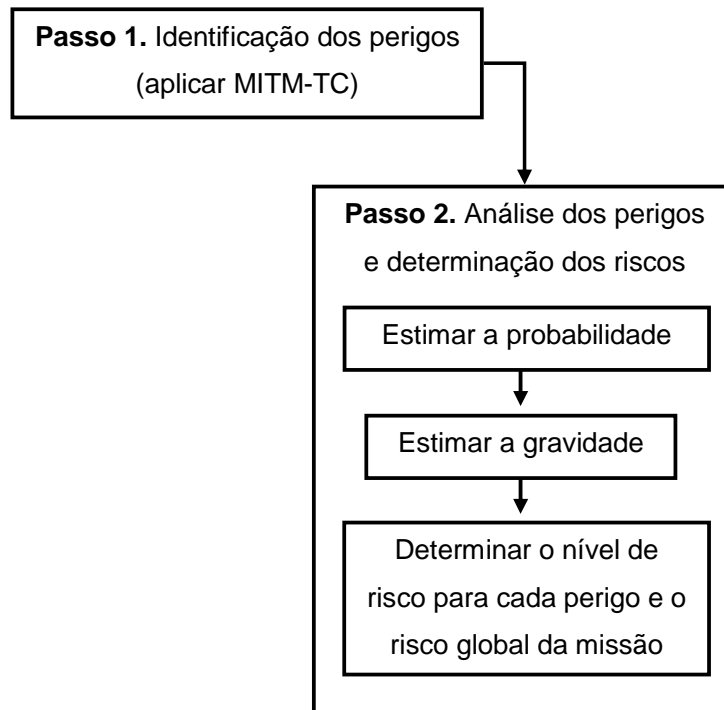 Passo 1. Identificação dos perigos
(aplicar MITM-TC)
Passo 2. Análise dos perigos
e determinação dos riscos
Estimar a probabilidade
Estimar a gravidade
Determinar o nível de
risco para cada perigo e o
risco global da missão